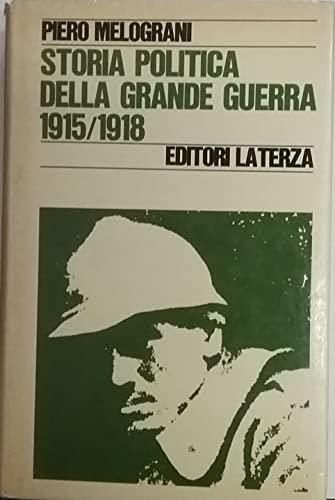 PIERO MELOGRANI
STORIA POLITICA
DELLA GRANDE GUERRA
1915/1918
EDITORI LATERZA